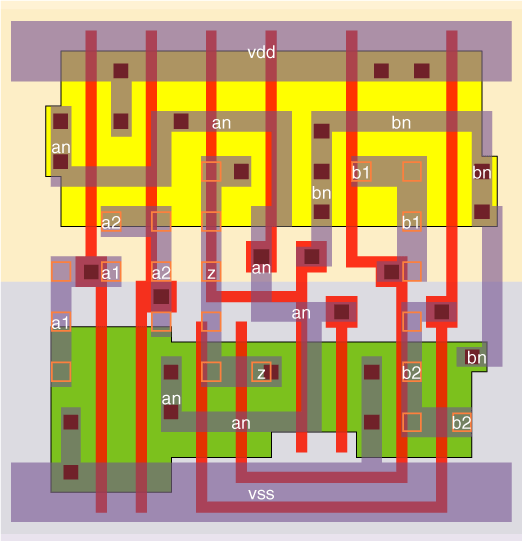 vdd
an bn
an
b1 bn
bn
a2 b1
a1 a2 z an
an
a1
bn
z b2
an
an b2
vss